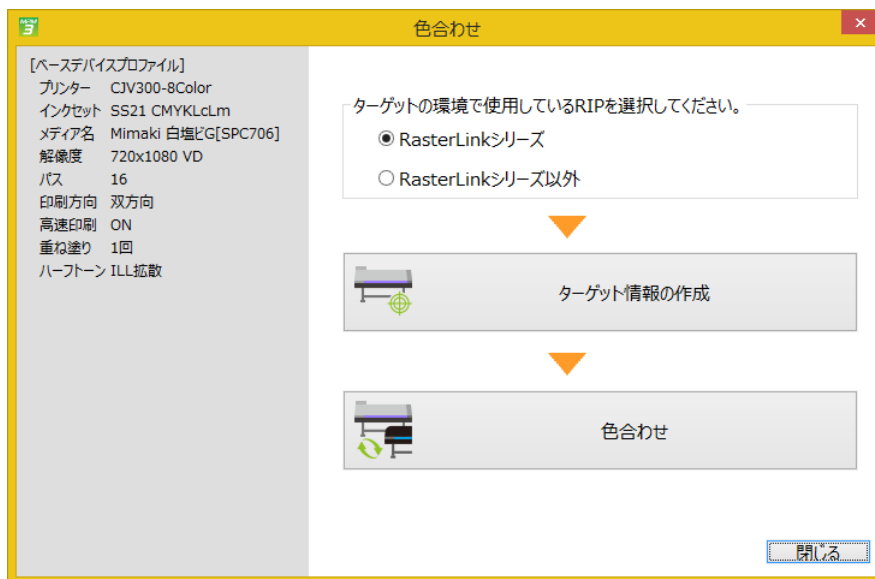 MPM
3
色合わせ
×
[ベースデバイスプロファイル]
プリンター CJV300-8Color
インクセット SS21 CMYKLcLm
メディア名 Mimaki 白塩ビG[SPC706]
解像度 720x1080 VD
パス 16
印刷方向 双方向
高速印刷 ON
重ね塗り 1回
ハーフトーン ILL拡散
ターゲットの環境で使用しているRIPを選択してください。
RasterLinkシリーズ
RasterLinkシリーズ以外
ターゲット情報の作成
色合わせ
閉じる